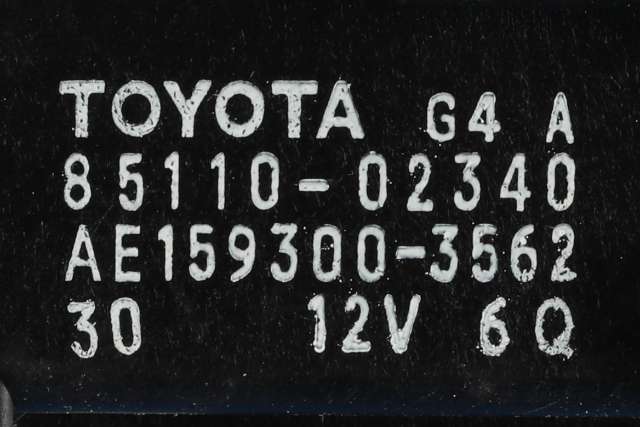 TOYOTA G4 A
85110-02340
AE159300-3562
30 12V 6Q